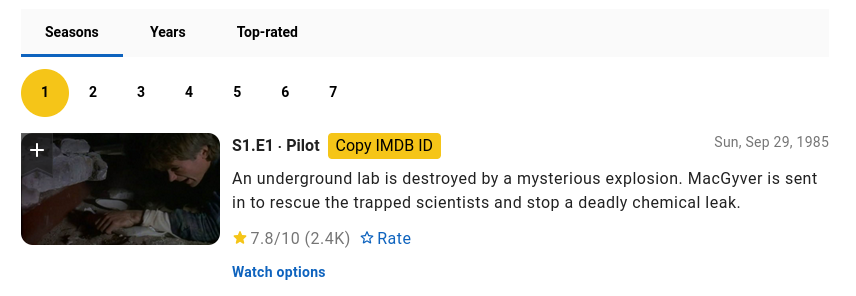 Seasons Years Top-rated
1 2 3 4 5 6 7
S1.E1 · Pilot Copy IMDB ID Sun, Sep 29, 1985
An underground lab is destroyed by a mysterious explosion. MacGyver is sent
in to rescue the trapped scientists and stop a deadly chemical leak.
7.8/10 (2.4K) Rate
Watch options